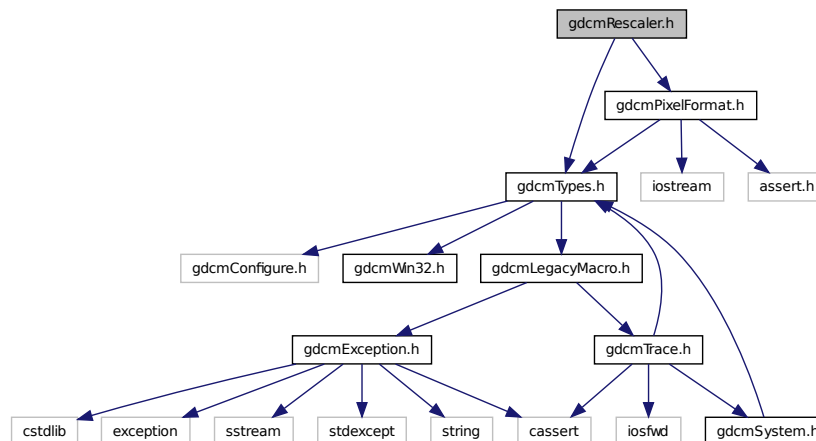 gdcmRescaler.h
gdcmPixelFormat.h
gdcmTypes.h
iostream
assert.h
gdcmConfigure.h
gdcmWin32.h
gdcmLegacyMacro.h
gdcmException.h
gdcmTrace.h
cstdlib
exception
sstream
stdexcept
string
cassert
iosfwd
gdcmSystem.h